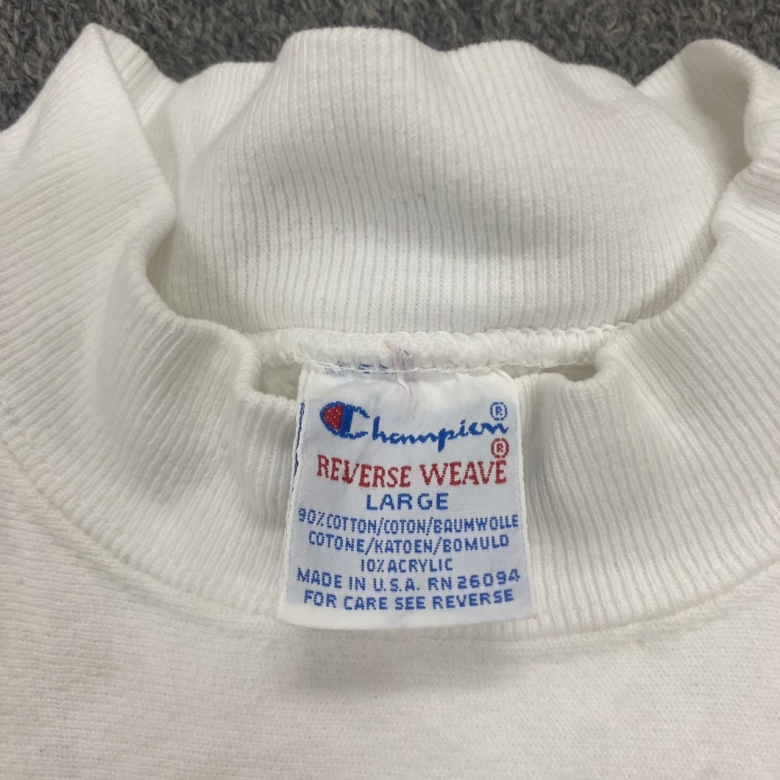 Champion®
REVERSE WEAVE®
LARGE
90% COTTON/COTON/BAUMWOLLE
COTONE/KATOEN/BOMULD
10% ACRYLIC
MADE IN U.S.A. RN 26094
FOR CARE SEE REVERSE